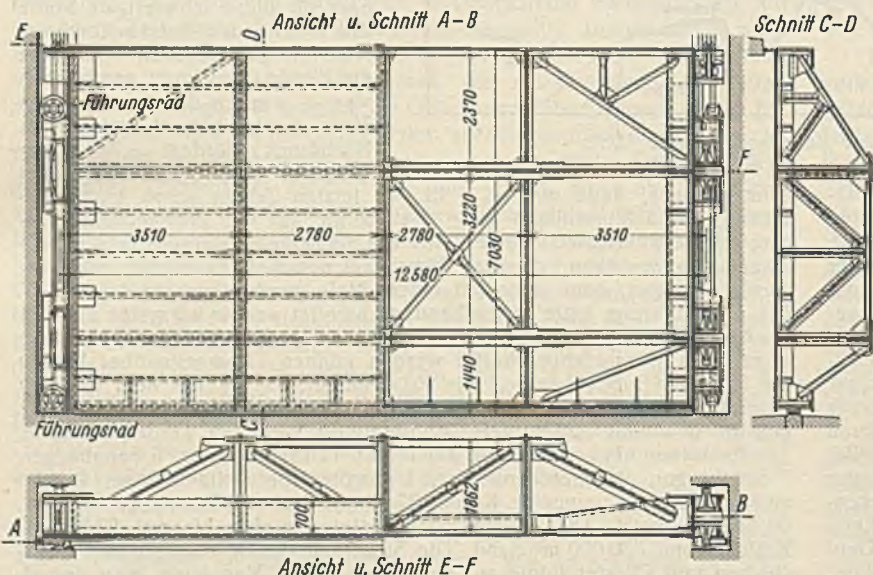 Ansicht u. Schnitt A-B
Schnitt C-D
E
D
Führungsrad
2370
F
3510
2780
2780
3220
7030
3510
12580
1440
Führungsrad
C
A
700
1862
B
Ansicht u. Schnitt E-F